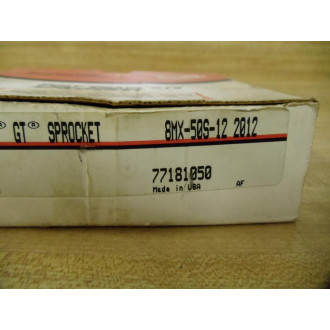 ® GT® SPROCKET 8MX-50S-12 2012
77181050
Made in USA AF